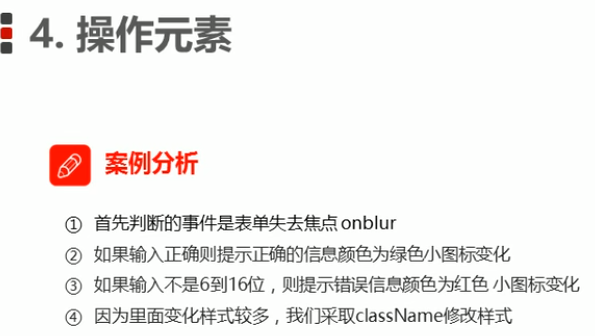 4. 操作元素
案例分析
① 首先判断的事件是表单失去焦点 onblur
② 如果输入正确则提示正确的信息颜色为绿色小图标变化
③ 如果输入不是6到16位，则提示错误信息颜色为红色 小图标变化
④ 因为里面变化样式较多，我们采取className修改样式